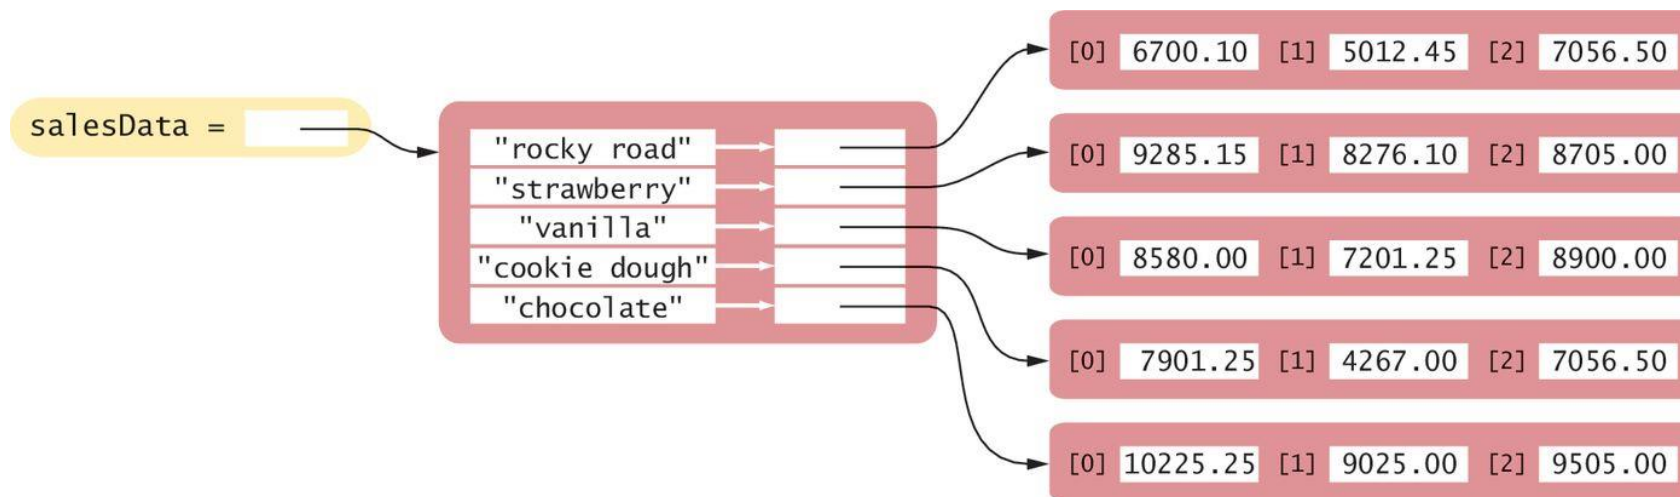 salesData =
"rocky road"
"strawberry"
"vanilla"
"cookie dough"
"chocolate"
[0] 6700.10 [1] 5012.45 [2] 7056.50
[0] 9285.15 [1] 8276.10 [2] 8705.00
[0] 8580.00 [1] 7201.25 [2] 8900.00
[0] 7901.25 [1] 4267.00 [2] 7056.50
[0] 10225.25 [1] 9025.00 [2] 9505.00